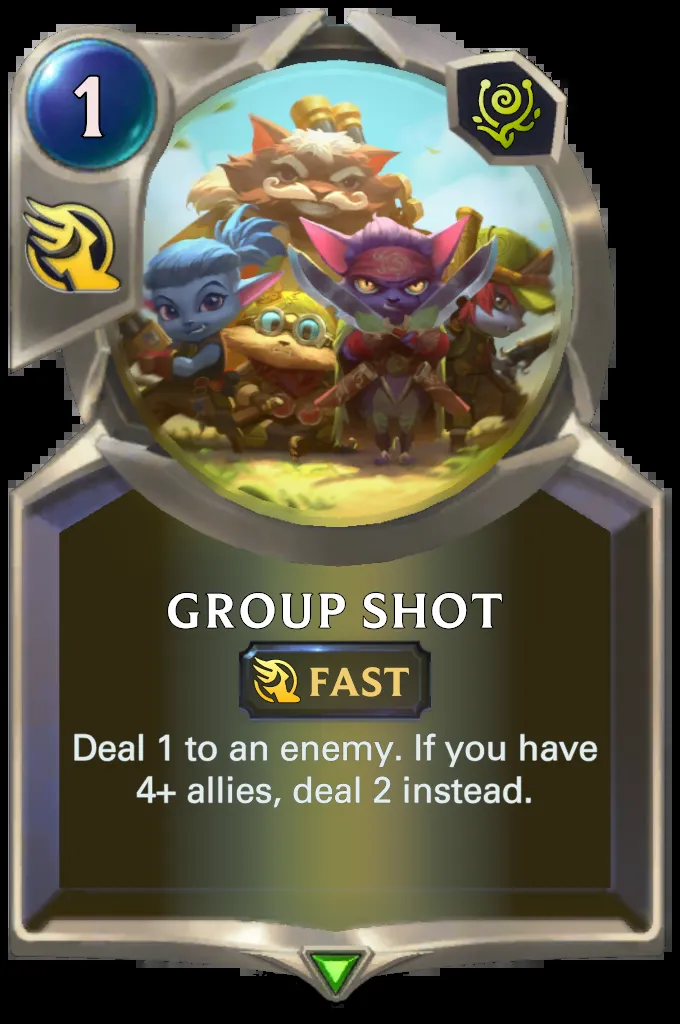 1
GROUP SHOT
FAST
Deal 1 to an enemy. If you have
4+ allies, deal 2 instead.